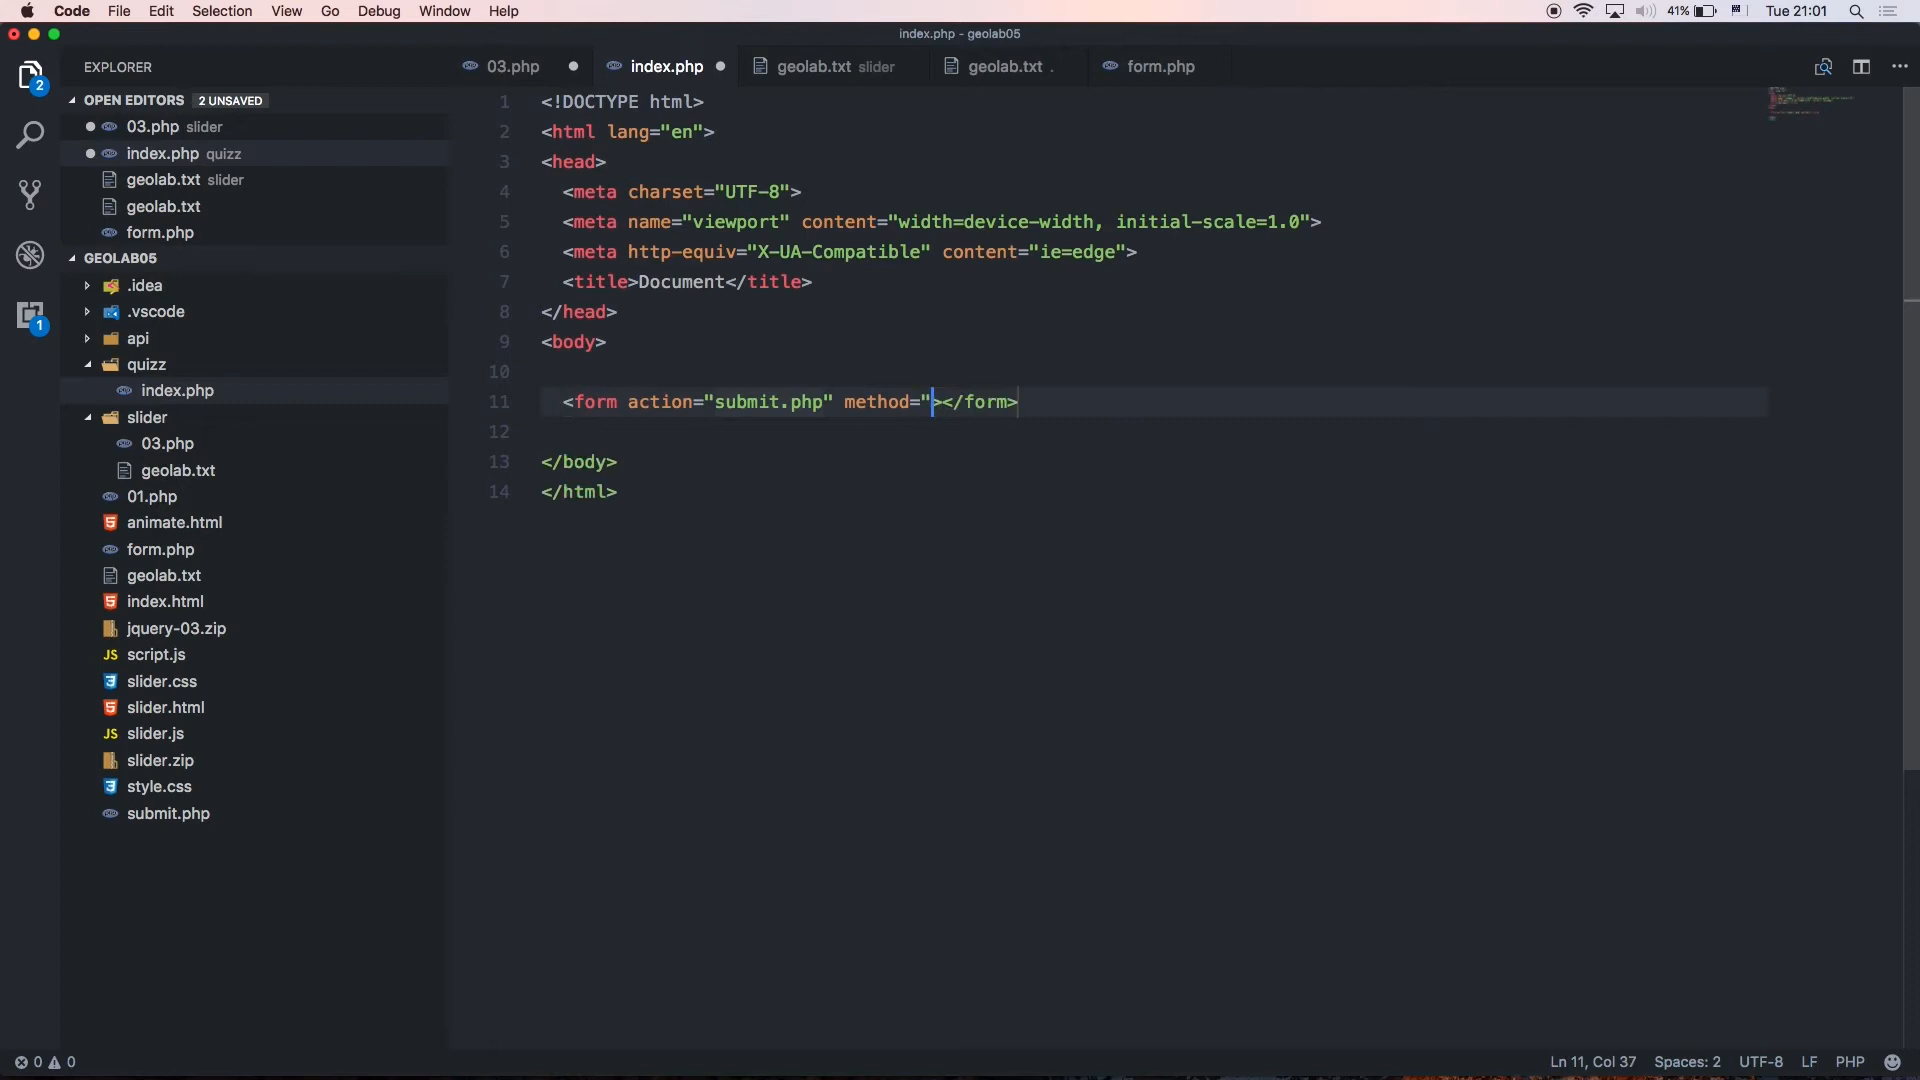 Code File Edit Selection View Go Debug Window Help 41% Tue 21:01
index.php - geolab05
EXPLORER
2
OPEN EDITORS 2 UNSAVED
03.php slider
index.php quizz
geolab.txt slider
geolab.txt
form.php
GEOLAB05
.idea
.vscode
1
api
quizz
index.php
slider
03.php
geolab.txt
01.php
animate.html
form.php
geolab.txt
index.html
jquery-03.zip
JS script.js
slider.css
slider.html
JS slider.js
slider.zip
style.css
submit.php
03.php index.php geolab.txt slider geolab.txt . form.php
1 <!DOCTYPE html>
2 <html lang="en">
3 <head>
4 <meta charset="UTF-8">
5 <meta name="viewport" content="width=device-width, initial-scale=1.0">
6 <meta http-equiv="X-UA-Compatible" content="ie=edge">
7 <title>Document</title>
8 </head>
9 <body>
10
11 <form action="submit.php" method="></form>
12
13 </body>
14 </html>
0 0 Ln 11, Col 37 Spaces: 2 UTF-8 LF PHP